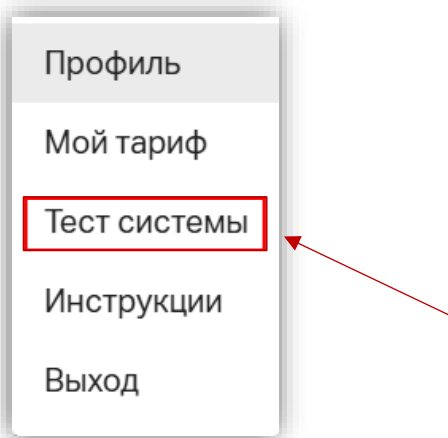 Профиль
Мой тариф
Тест системы
Инструкции
Выход